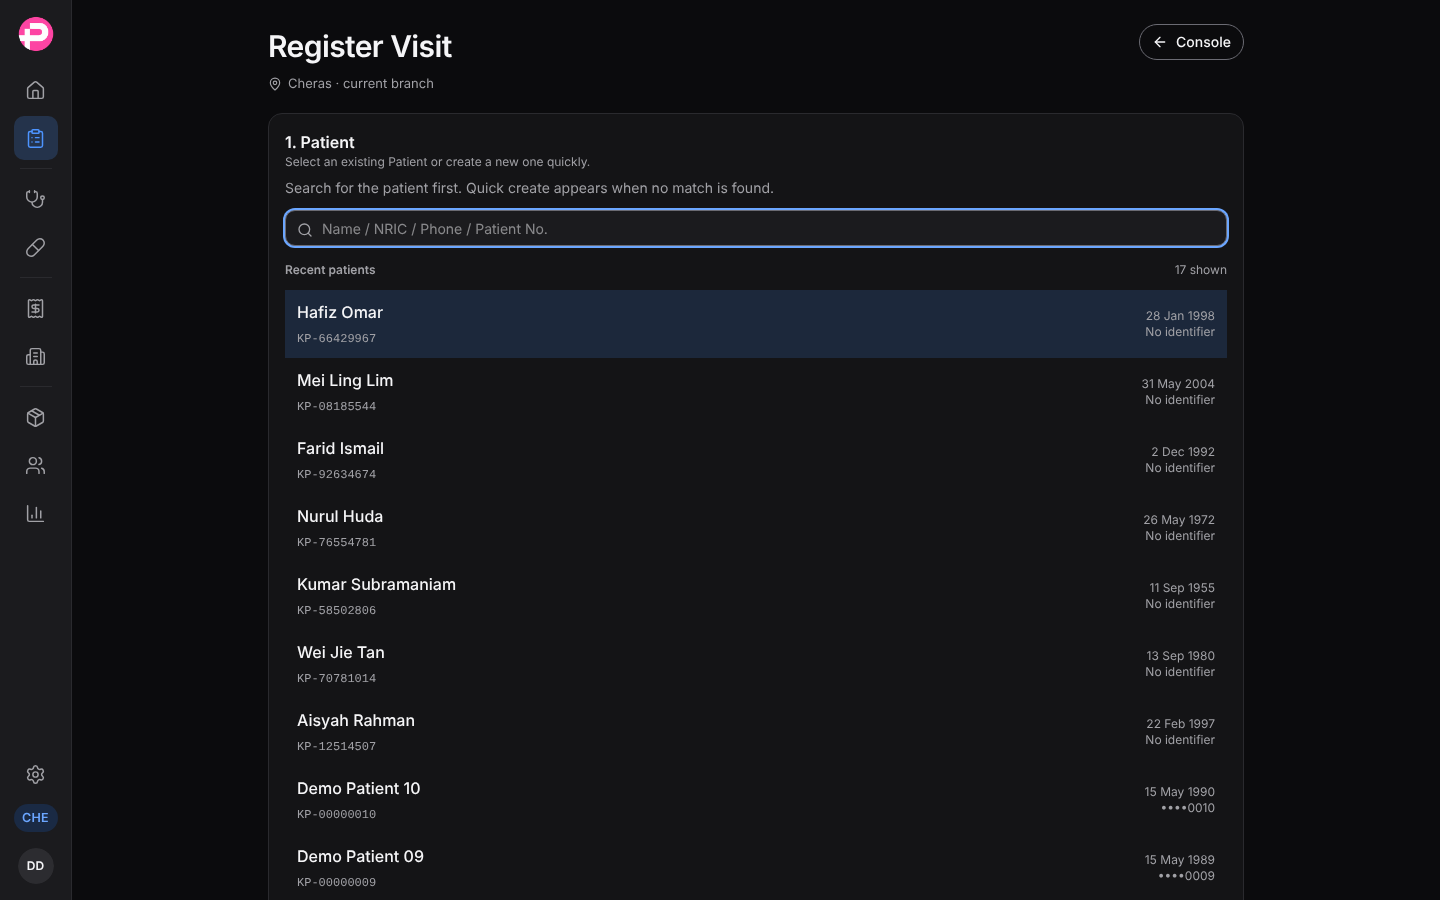 Register Visit
Console
Cheras · current branch
1. Patient
Select an existing Patient or create a new one quickly.
Search for the patient first. Quick create appears when no match is found.
Name / NRIC / Phone / Patient No.
Recent patients
17 shown
Hafiz Omar
28 Jan 1998
KP-66429967
No identifier
Mei Ling Lim
31 May 2004
KP-08185544
No identifier
Farid Ismail
2 Dec 1992
KP-92634674
No identifier
Nurul Huda
26 May 1972
KP-76554781
No identifier
Kumar Subramaniam
11 Sep 1955
KP-58502806
No identifier
Wei Jie Tan
13 Sep 1980
KP-70781014
No identifier
Aisyah Rahman
22 Feb 1997
KP-12514507
No identifier
Demo Patient 10
15 May 1990
KP-00000010
••••0010
Demo Patient 09
15 May 1989
KP-00000009
••••0009
CHE
DD